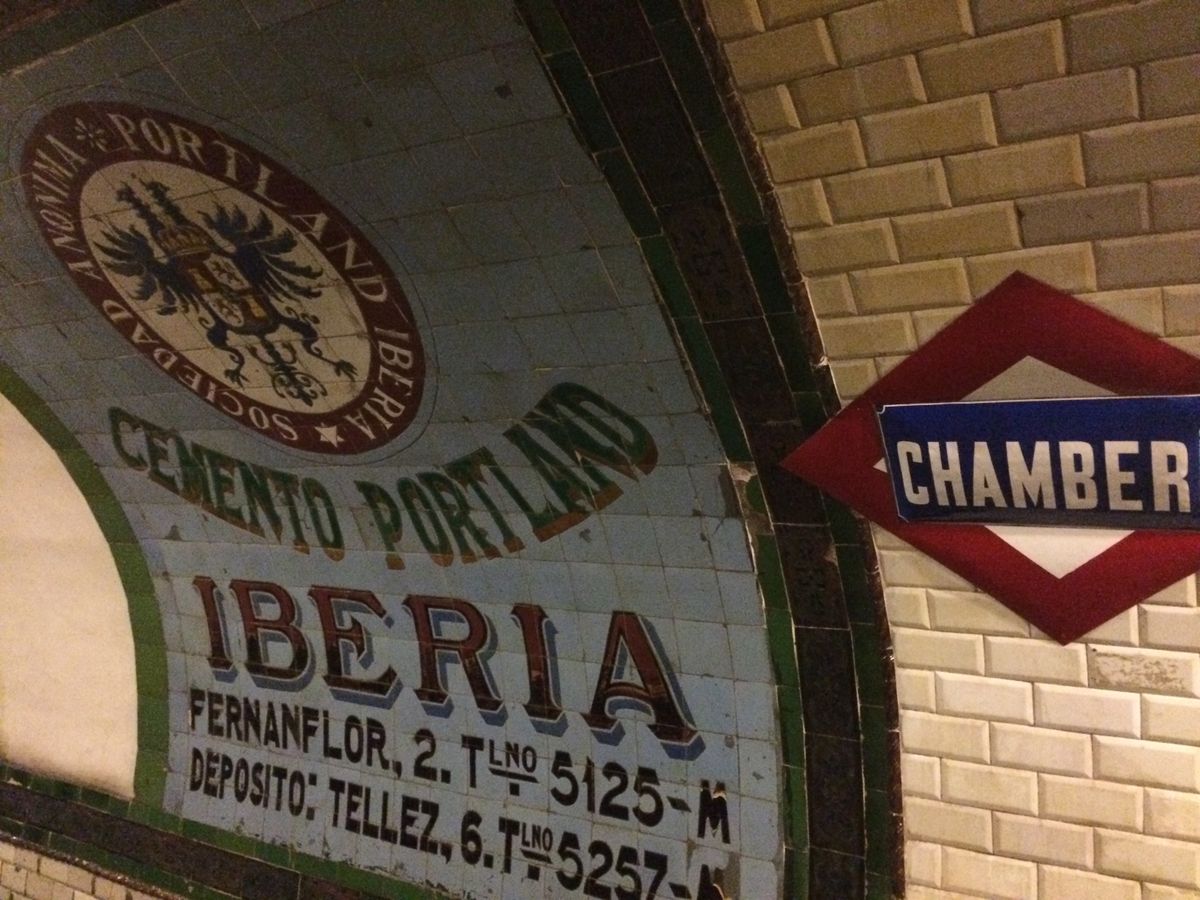 SOCIEDAD ANONIMA * PORTLAND IBERIA ★
CEMENTO PORTLAND
IBERIA
FERNANFLOR, 2. TLNO 5125-M
DEPOSITO: TELLEZ, 6. TLNO 5257-M
CHAMBER